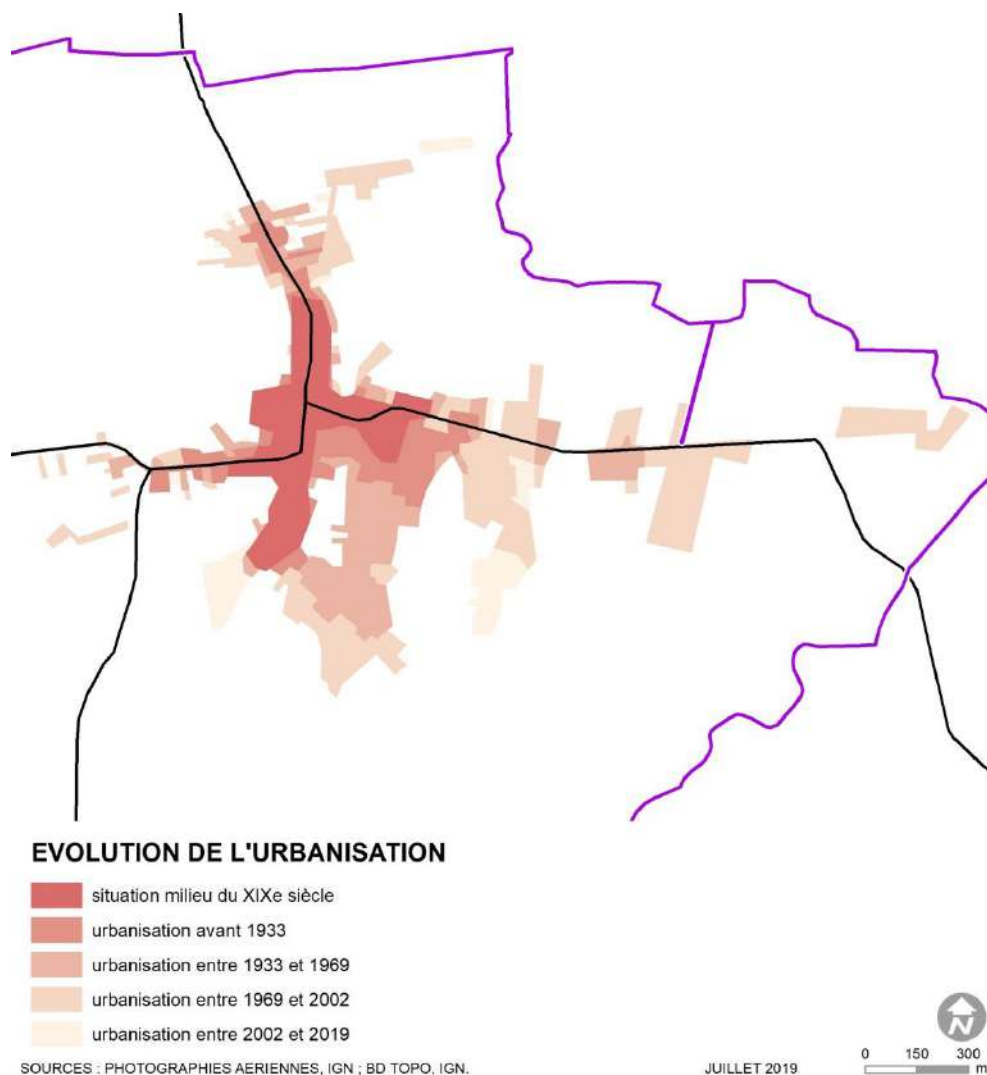 EVOLUTION DE L'URBANISATION
situation milieu du XIXe siècle
urbanisation avant 1933
urbanisation entre 1933 et 1969
urbanisation entre 1969 et 2002
urbanisation entre 2002 et 2019
N
SOURCES : PHOTOGRAPHIES AERIENNES, IGN ; BD TOPO, IGN.
JUILLET 2019
0 150 300
m